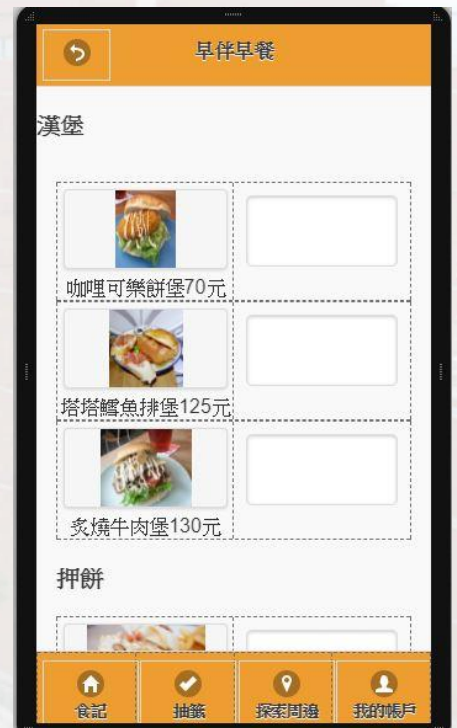 早伴早餐
漢堡
咖哩可樂餅堡70元
塔塔鱈魚排堡125元
炙燒牛肉堡130元
押餅
食記
抽籤
探索周邊
我的帳戶